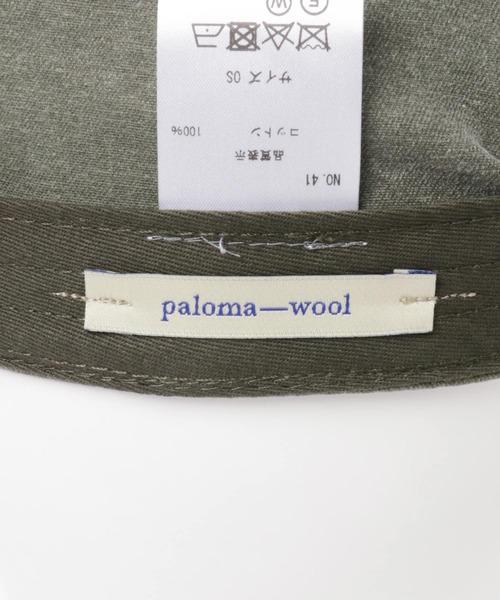 NO. 41
品質表示
コットン 100%
サイズ OS
W
paloma—wool